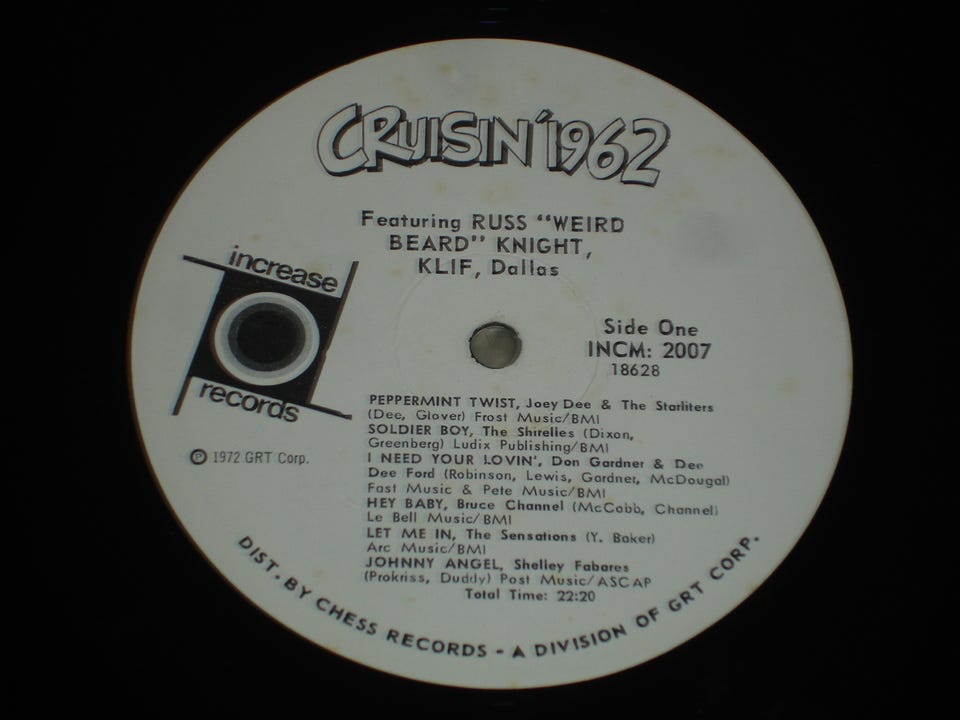 CRUISIN' 1962
Featuring RUSS "WEIRD
BEARD" KNIGHT,
KLIF, Dallas
increase
records
Ⓟ 1972 GRT Corp.
Side One
INCM: 2007
18628
PEPPERMINT TWIST, Joey Dee & The Starliters
(Dee, Glover) Frost Music/BMI
SOLDIER BOY, The Shirelles (Dixon,
Greenberg) Ludix Publishing/BMI
I NEED YOUR LOVIN', Don Gardner & Dee
Dee Ford (Robinson, Lewis, Gardner, McDougal)
Fast Music & Pete Music/BMI
HEY BABY, Bruce Channel (McCobb, Channel)
Le Bell Music/BMI
LET ME IN, The Sensations (Y. Baker)
Arc Music/BMI
JOHNNY ANGEL, Shelley Fabares
(Prokriss, Duddy) Post Music/ASCAP
Total Time: 22:20
DIST. BY CHESS RECORDS - A DIVISION OF GRT CORP.